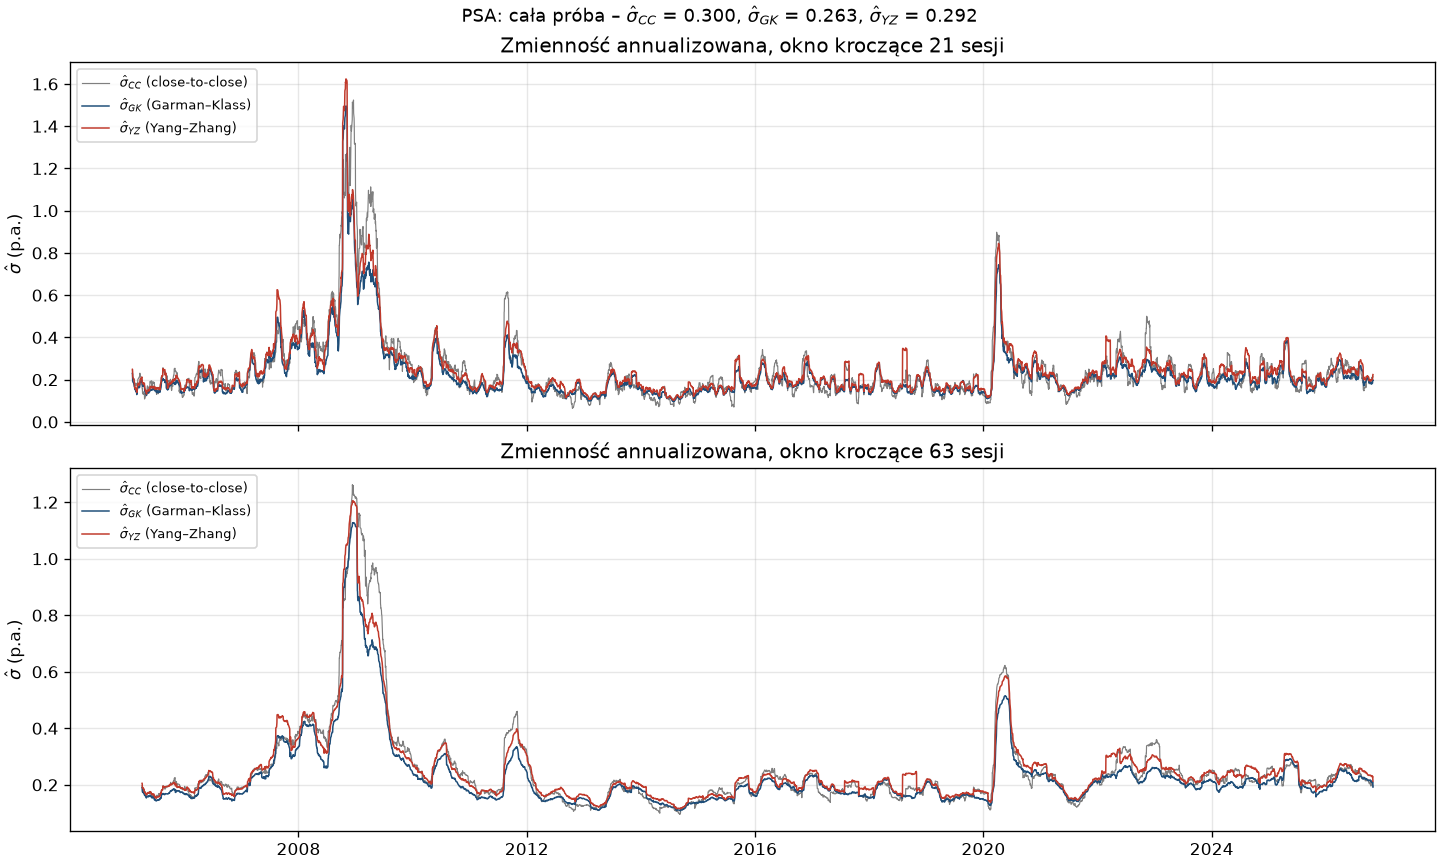 PSA: cała próba – σ̂CC = 0.300, σ̂GK = 0.263, σ̂YZ = 0.292
Zmienność annualizowana, okno kroczące 21 sesji
σ̂CC (close-to-close)
σ̂GK (Garman–Klass)
σ̂YZ (Yang–Zhang)
σ̂ (p.a.)
1.6
1.4
1.2
1.0
0.8
0.6
0.4
0.2
0.0
Zmienność annualizowana, okno kroczące 63 sesji
σ̂CC (close-to-close)
σ̂GK (Garman–Klass)
σ̂YZ (Yang–Zhang)
σ̂ (p.a.)
1.2
1.0
0.8
0.6
0.4
0.2
2008 2012 2016 2020 2024